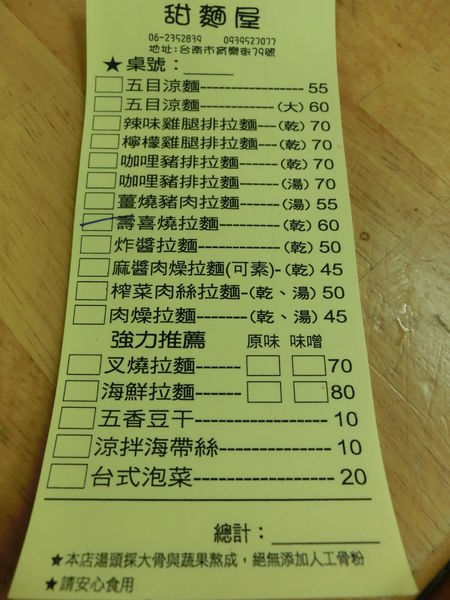 甜麵屋
06-2352839 0939527077
地址:台南市育樂街79號
★桌號:
五目涼麵 55
五目涼麵 (大) 60
辣味雞腿排拉麵 (乾) 70
檸檬雞腿排拉麵 (乾) 70
咖哩豬排拉麵 (乾) 70
咖哩豬排拉麵 (湯) 70
薑燒豬肉拉麵 (湯) 55
壽喜燒拉麵 (乾) 60
炸醬拉麵 (乾) 50
麻醬肉燥拉麵(可素)-(乾) 45
榨菜肉絲拉麵-(乾、湯) 50
肉燥拉麵 (乾、湯) 45
強力推薦 原味 味噌
叉燒拉麵 70
海鮮拉麵 80
五香豆干 10
涼拌海帶絲 10
台式泡菜 20
總計:
★本店湯頭採大骨與蔬果熬成,絕無添加人工骨粉
★請安心食用